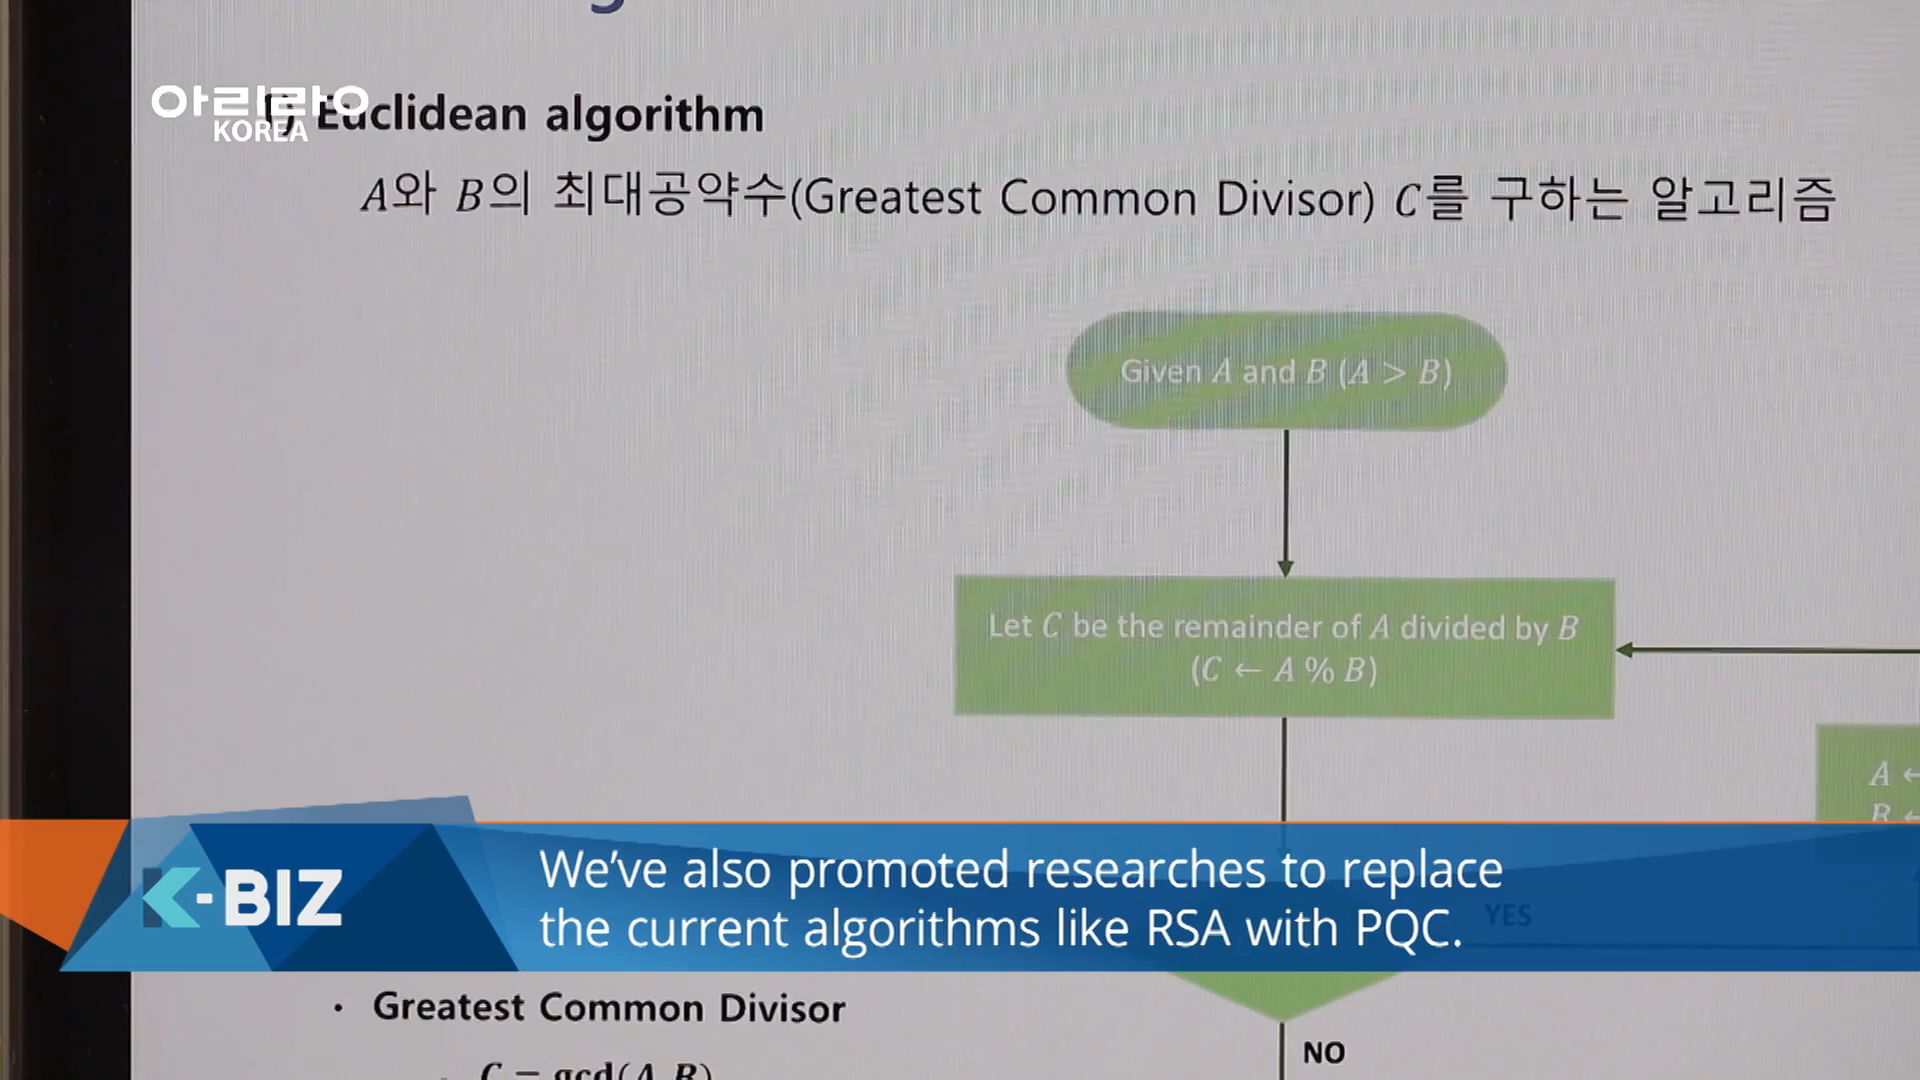 아리랑
KOREA
1) Euclidean algorithm
A와 B의 최대공약수(Greatest Common Divisor) C를 구하는 알고리즘
Given A and B (A > B)
Let C be the remainder of A divided by B
(C ← A % B)
A ←
B ←
YES
K-BIZ
We’ve also promoted researches to replace
the current algorithms like RSA with PQC.
• Greatest Common Divisor
NO
• C = gcd(A, B)